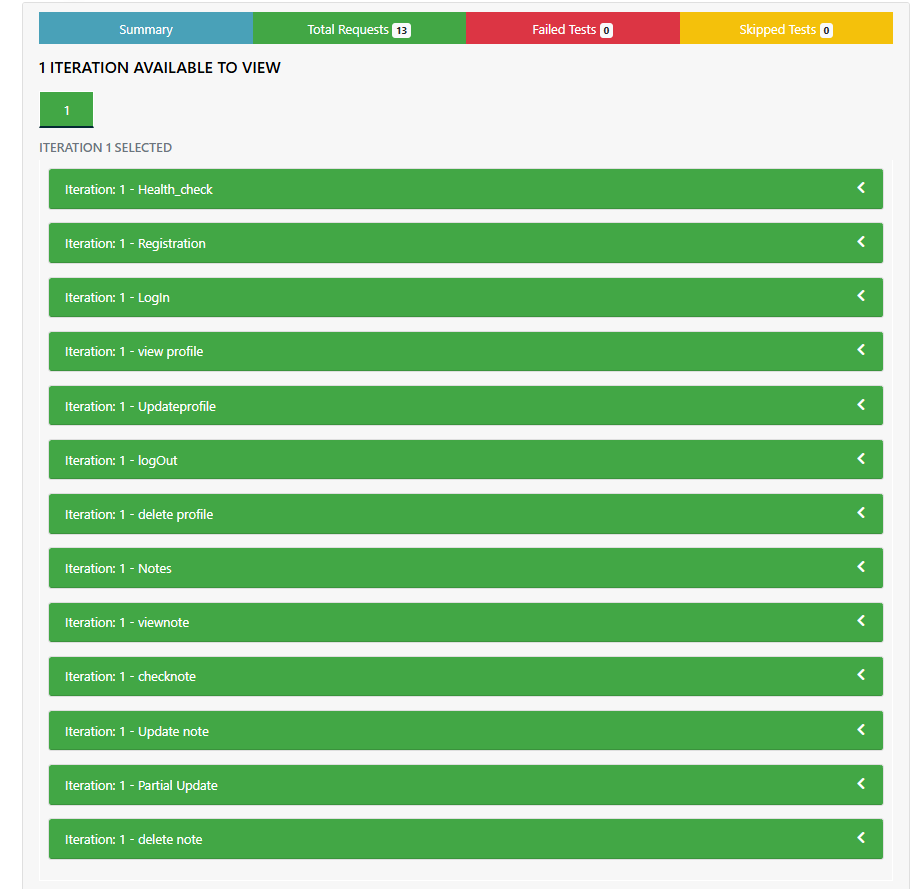 Summary
Total Requests 13
Failed Tests 0
Skipped Tests 0
1 ITERATION AVAILABLE TO VIEW
1
ITERATION 1 SELECTED
Iteration: 1 - Health_check
Iteration: 1 - Registration
Iteration: 1 - LogIn
Iteration: 1 - view profile
Iteration: 1 - Updateprofile
Iteration: 1 - logOut
Iteration: 1 - delete profile
Iteration: 1 - Notes
Iteration: 1 - viewnote
Iteration: 1 - checknote
Iteration: 1 - Update note
Iteration: 1 - Partial Update
Iteration: 1 - delete note